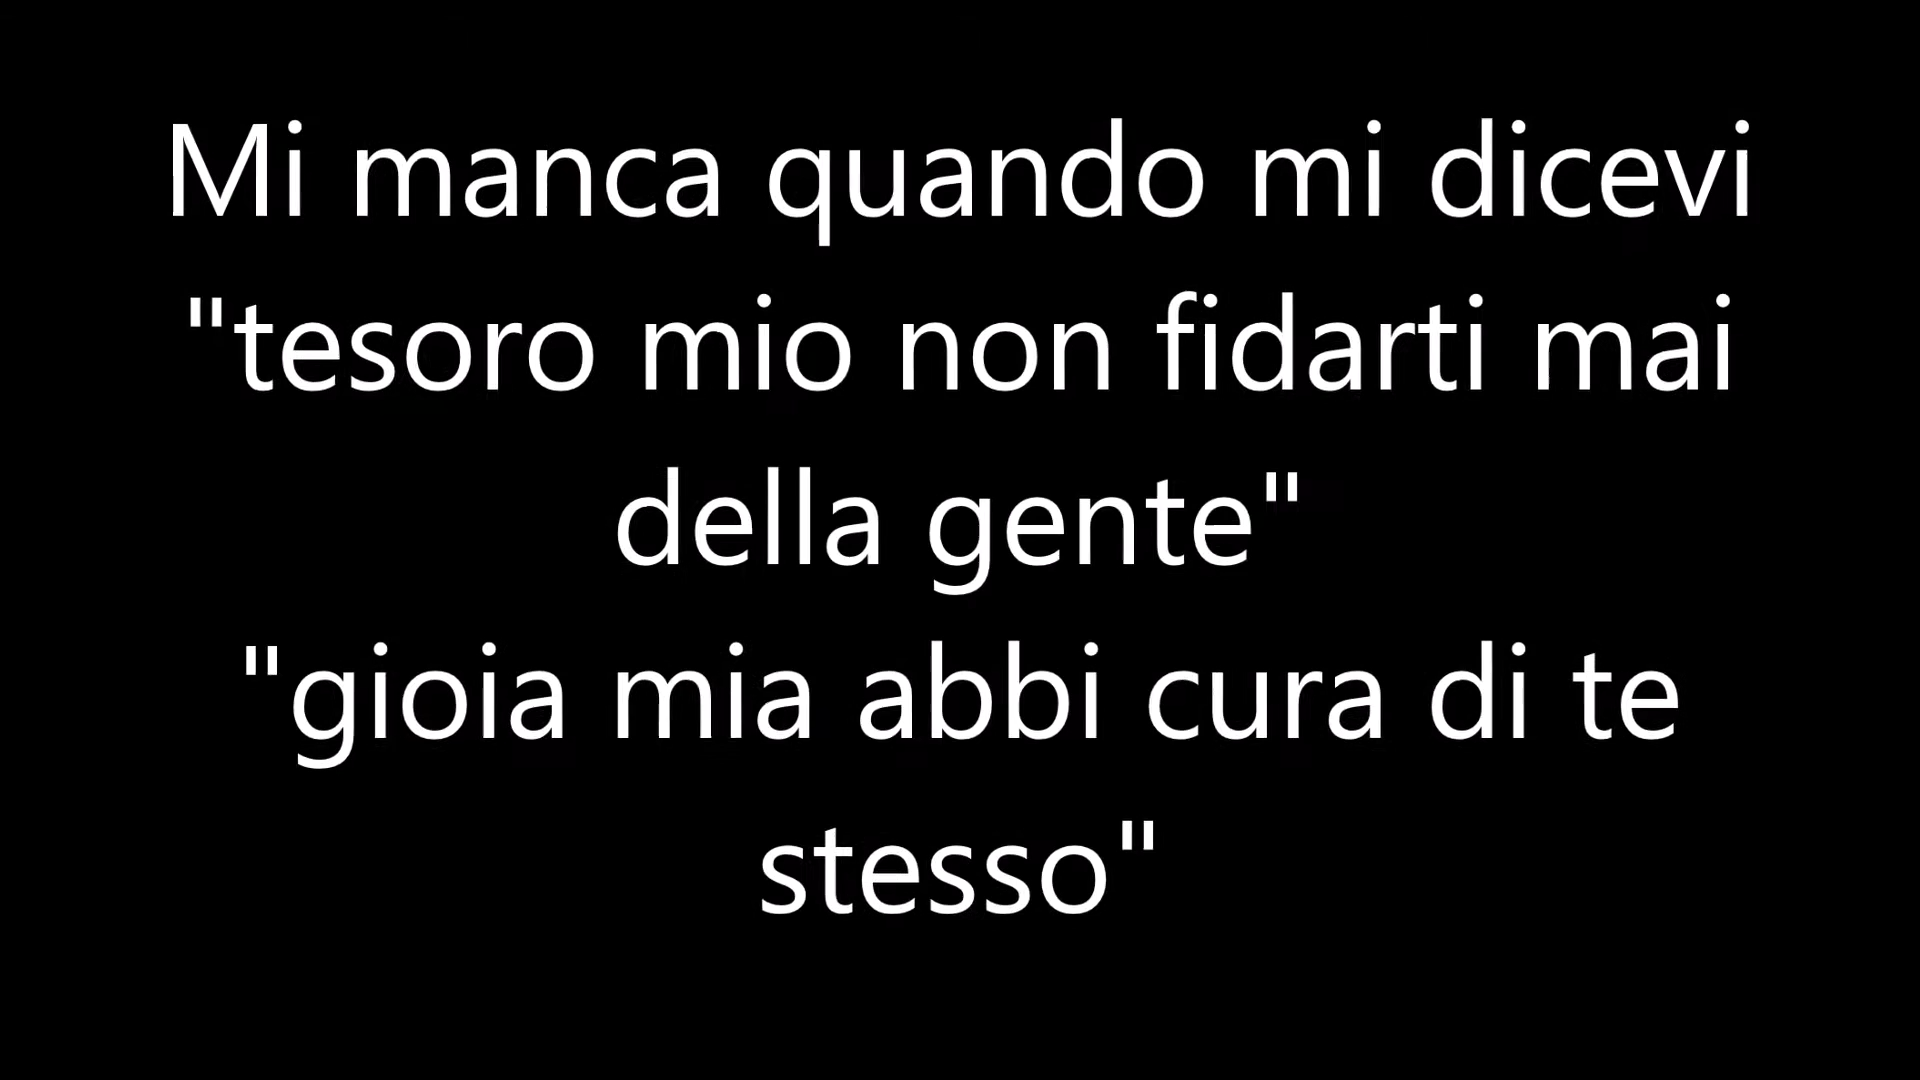 Mi manca quando mi dicevi
"tesoro mio non fidarti mai
della gente"
"gioia mia abbi cura di te
stesso"